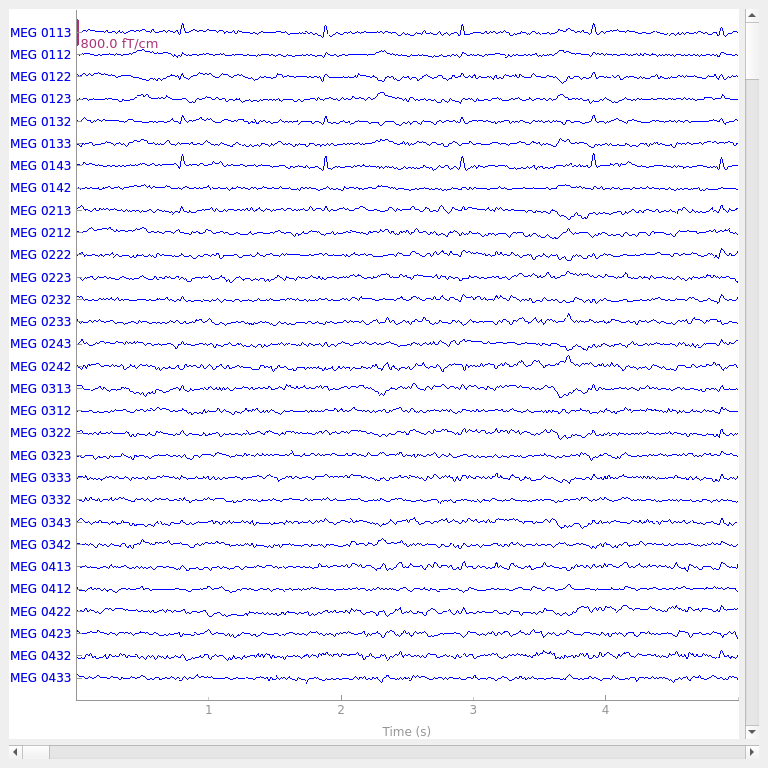 MEG 0113
800.0 fT/cm
MEG 0112
MEG 0122
MEG 0123
MEG 0132
MEG 0133
MEG 0143
MEG 0142
MEG 0213
MEG 0212
MEG 0222
MEG 0223
MEG 0232
MEG 0233
MEG 0243
MEG 0242
MEG 0313
MEG 0312
MEG 0322
MEG 0323
MEG 0333
MEG 0332
MEG 0343
MEG 0342
MEG 0413
MEG 0412
MEG 0422
MEG 0423
MEG 0432
MEG 0433
1 2 3 4
Time (s)